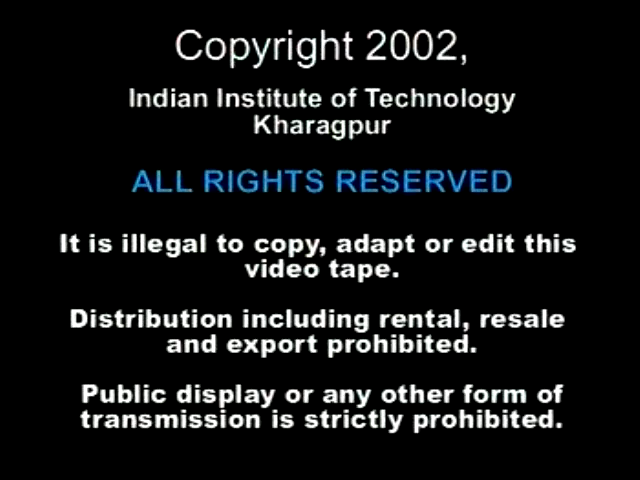 Copyright 2002,
Indian Institute of Technology
Kharagpur
ALL RIGHTS RESERVED
It is illegal to copy, adapt or edit this
video tape.
Distribution including rental, resale
and export prohibited.
Public display or any other form of
transmission is strictly prohibited.